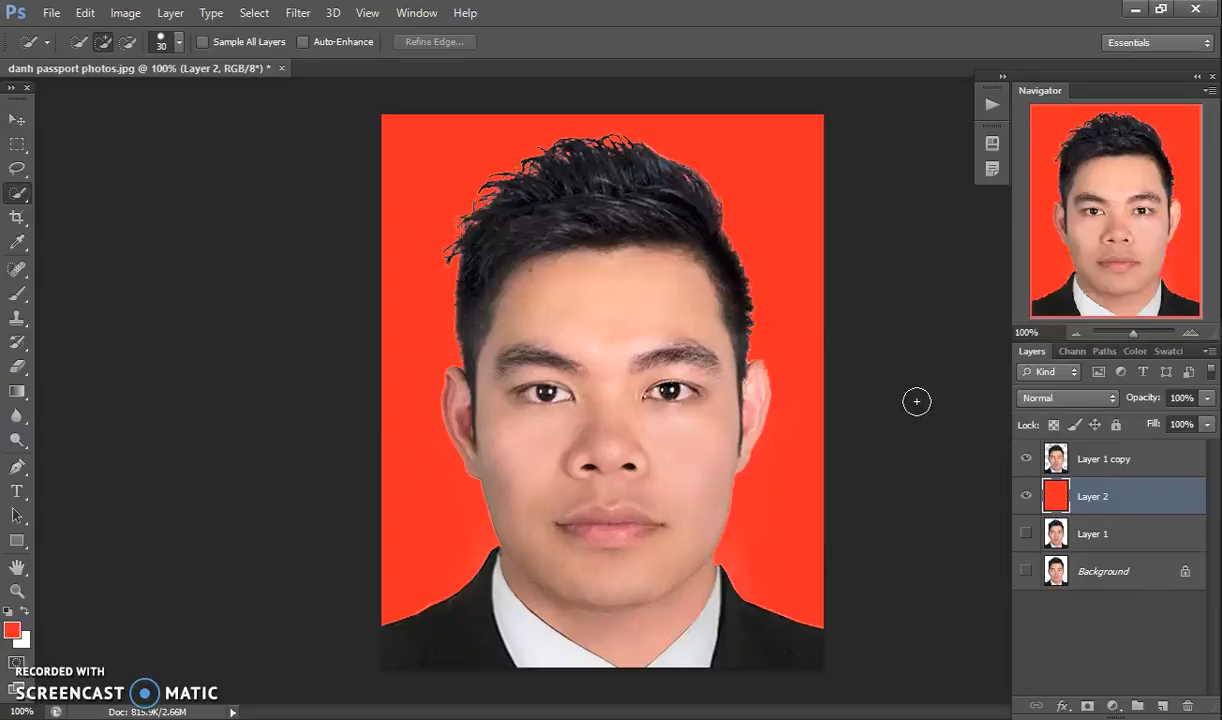 Ps File Edit Image Layer Type Select Filter 3D View Window Help
30 Sample All Layers Auto-Enhance Refine Edge... Essentials
danh passport photos.jpg @ 100% (Layer 2, RGB/8*) * ×
Navigator
100%
Layers Chann Paths Color Swatcl
Kind
Normal Opacity: 100%
Lock: Fill: 100%
Layer 1 copy
Layer 2
Layer 1
Background
RECORDED WITH
SCREENCAST MATIC
100% Doc: 815.9K/2.66M